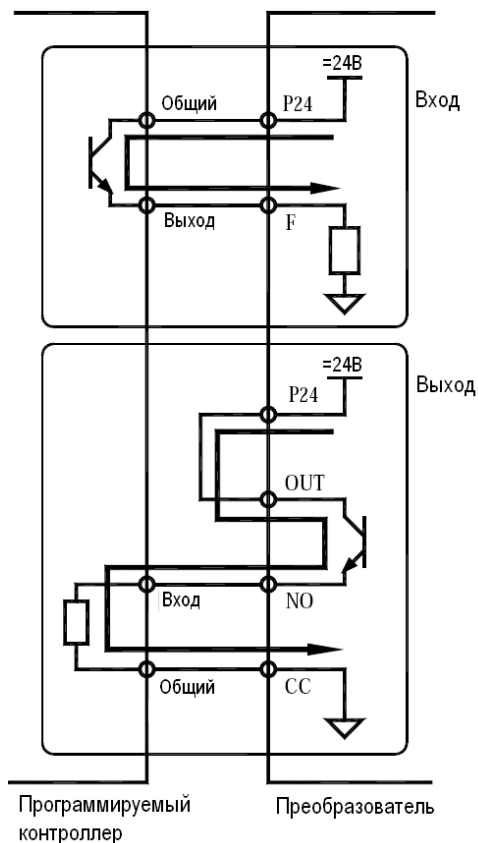 =24В
Общий
P24
Вход
Выход
F
=24В
P24
Выход
OUT
Вход
NO
Общий
CC
Программируемый
контроллер
Преобразователь